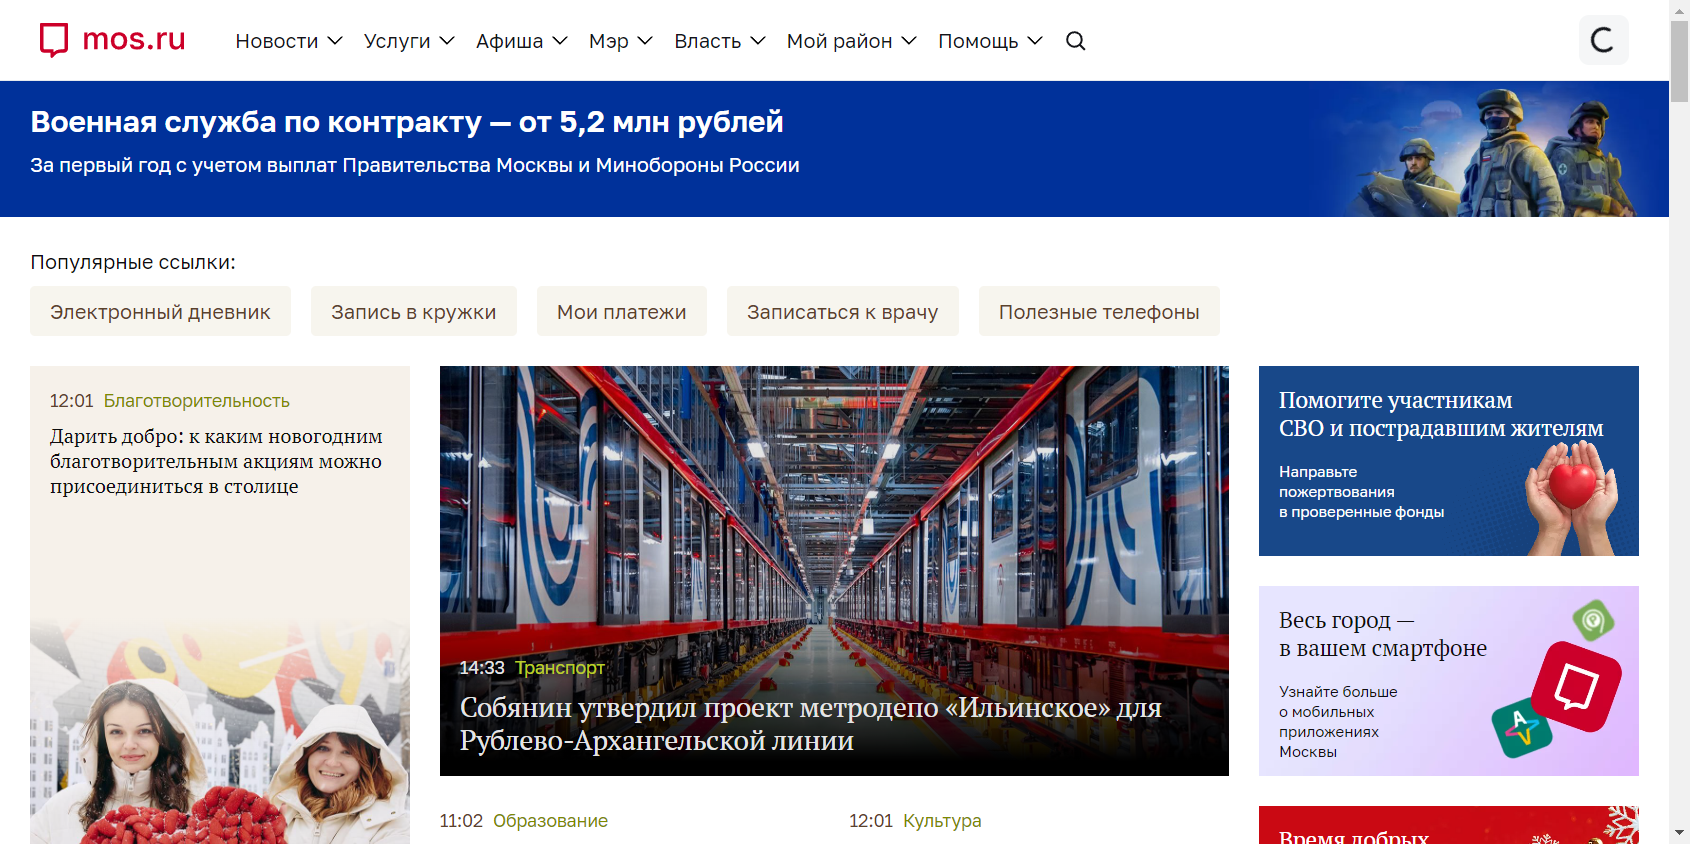 mos.ru
Новости
Услуги
Афиша
Мэр
Власть
Мой район
Помощь
Военная служба по контракту — от 5,2 млн рублей
За первый год с учетом выплат Правительства Москвы и Минобороны России
Популярные ссылки:
Электронный дневник
Запись в кружки
Мои платежи
Записаться к врачу
Полезные телефоны
12:01 Благотворительность
Дарить добро: к каким новогодним
благотворительным акциям можно
присоединиться в столице
14:33 Транспорт
Собянин утвердил проект метродепо «Ильинское» для
Рублево-Архангельской линии
11:02 Образование
12:01 Культура
Помогите участникам
СВО и пострадавшим жителям
Направьте
пожертвования
в проверенные фонды
Весь город —
в вашем смартфоне
Узнайте больше
о мобильных
приложениях
Москвы
Время добрых